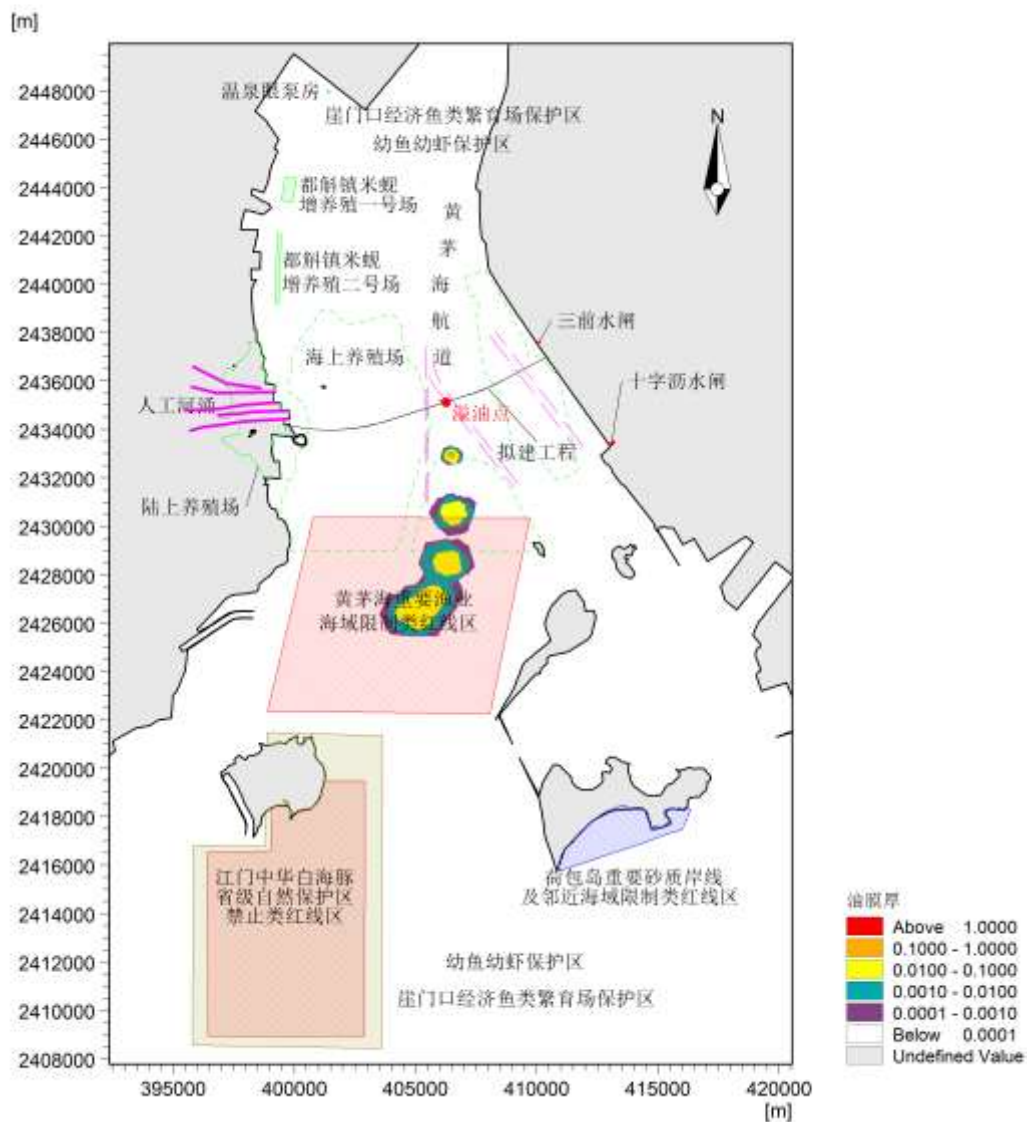 [m]
2448000
2446000
2444000
2442000
2440000
2438000
2436000
2434000
2432000
2430000
2428000
2426000
2424000
2422000
2420000
2418000
2416000
2414000
2412000
2410000
2408000
温泉眼泵房
崖门口经济鱼类繁育场保护区
幼鱼幼虾保护区
N
都斛镇米蚬
增养殖一号场
黄茅海航道
都斛镇米蚬
增养殖二号场
三前水闸
海上养殖场
十字沥水闸
人工河涌
溢油点
拟建工程
陆上养殖场
黄茅海重要渔业
海域限制类红线区
江门中华白海豚
省级自然保护区
禁止类红线区
荷包岛重要砂质岸线
及邻近海域限制类红线区
幼鱼幼虾保护区
崖门口经济鱼类繁育场保护区
395000 400000 405000 410000 415000 420000
[m]
油膜厚
Above 1.0000
0.1000 - 1.0000
0.0100 - 0.1000
0.0010 - 0.0100
0.0001 - 0.0010
Below 0.0001
Undefined Value